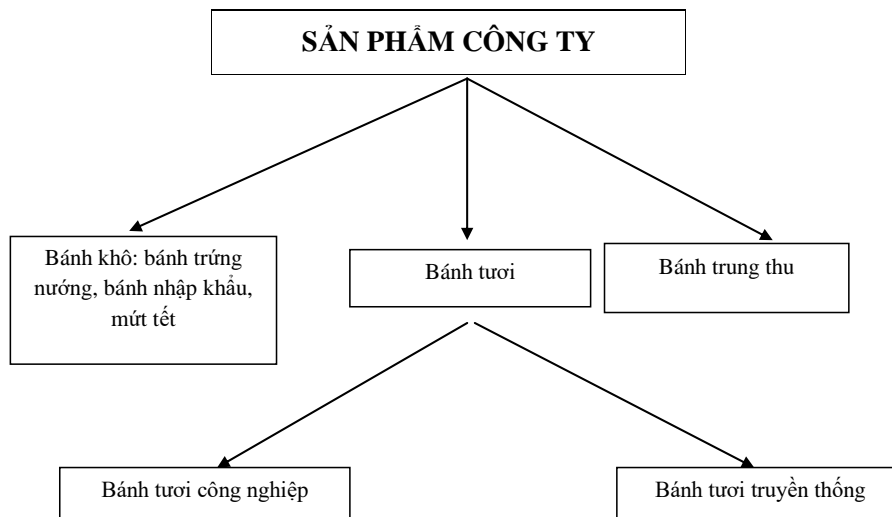 SẢN PHẨM CÔNG TY
Bánh khô: bánh trứng
nướng, bánh nhập khẩu,
mứt tết
Bánh tươi
Bánh trung thu
Bánh tươi công nghiệp
Bánh tươi truyền thống